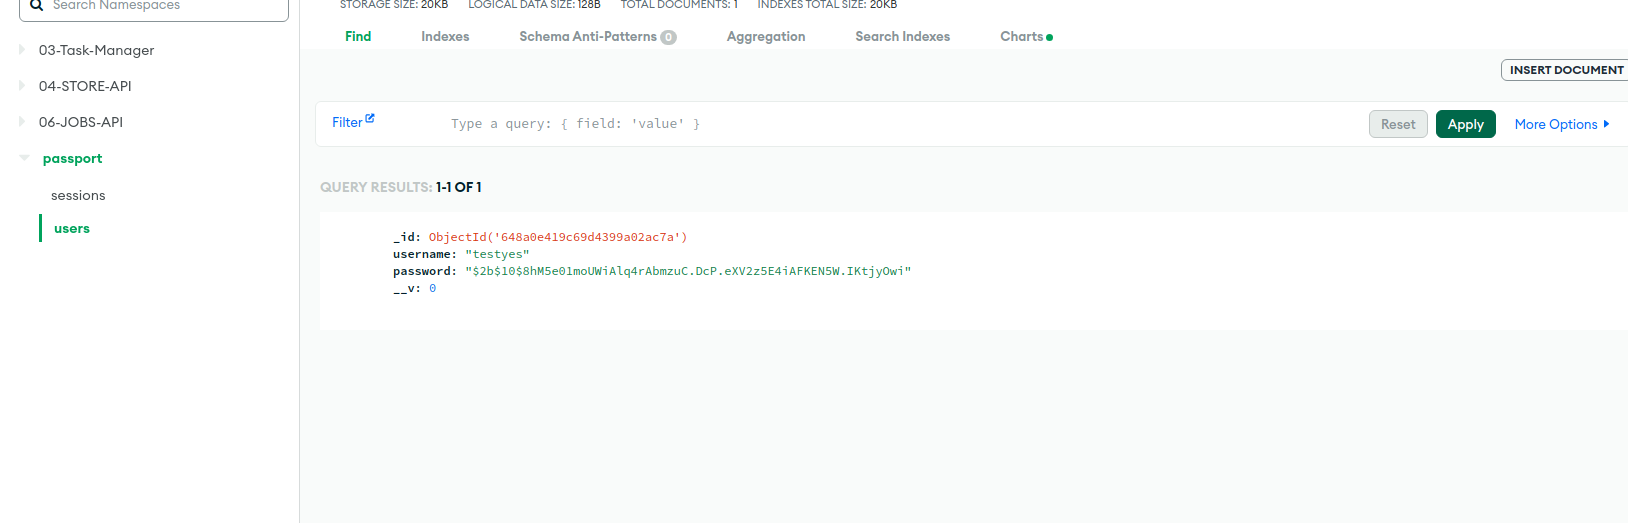 Search Namespaces
03-Task-Manager
04-STORE-API
06-JOBS-API
passport
sessions
users
STORAGE SIZE: 20KB LOGICAL DATA SIZE: 128B TOTAL DOCUMENTS: 1 INDEXES TOTAL SIZE: 20KB
Find Indexes Schema Anti-Patterns 0 Aggregation Search Indexes Charts
INSERT DOCUMENT
Filter Type a query: { field: 'value' } Reset Apply More Options
QUERY RESULTS: 1-1 OF 1
_id: ObjectId('648a0e419c69d4399a02ac7a')
username: "testyes"
password: "$2b$10$8hM5e01moUWiAlq4rAbmzuC.DcP.eXV2z5E4iAFKEN5W.IKtjyOwi"
__v: 0